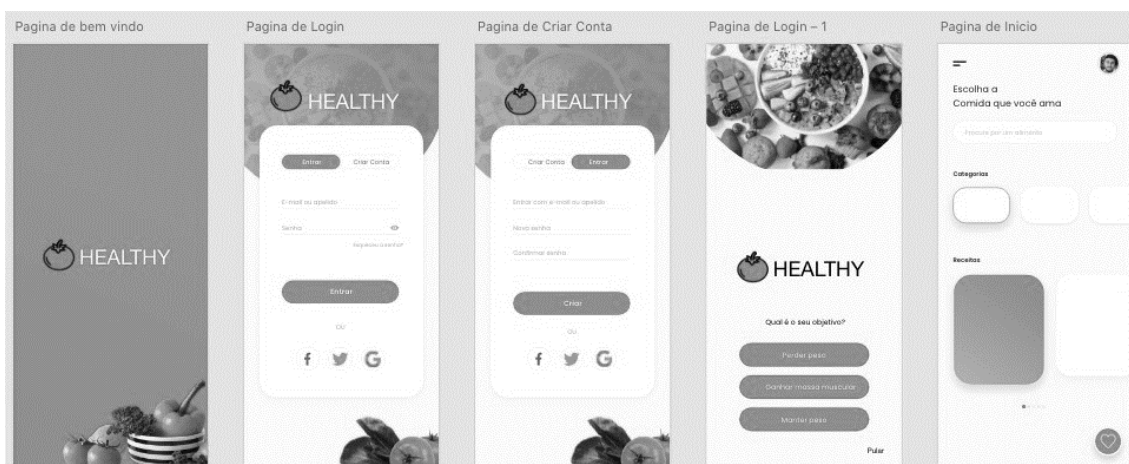 Pagina de bem vindo
HEALTHY
Pagina de Login
HEALTHY
Entrar
Criar Conta
E-mail ou apelido
Senha
Entrar
OU
f
G
Pagina de Criar Conta
HEALTHY
Criar Conta
Entrar
Entrar com e-mail ou apelido
Nova senha
Confirmar senha
Criar
OU
f
G
Pagina de Login – 1
HEALTHY
Qual é o seu objetivo?
Perder peso
Ganhar massa muscular
Manter peso
Pular
Pagina de Inicio
Escolha a
Comida que você ama
Procure por um alimento
Categorias
Receitas